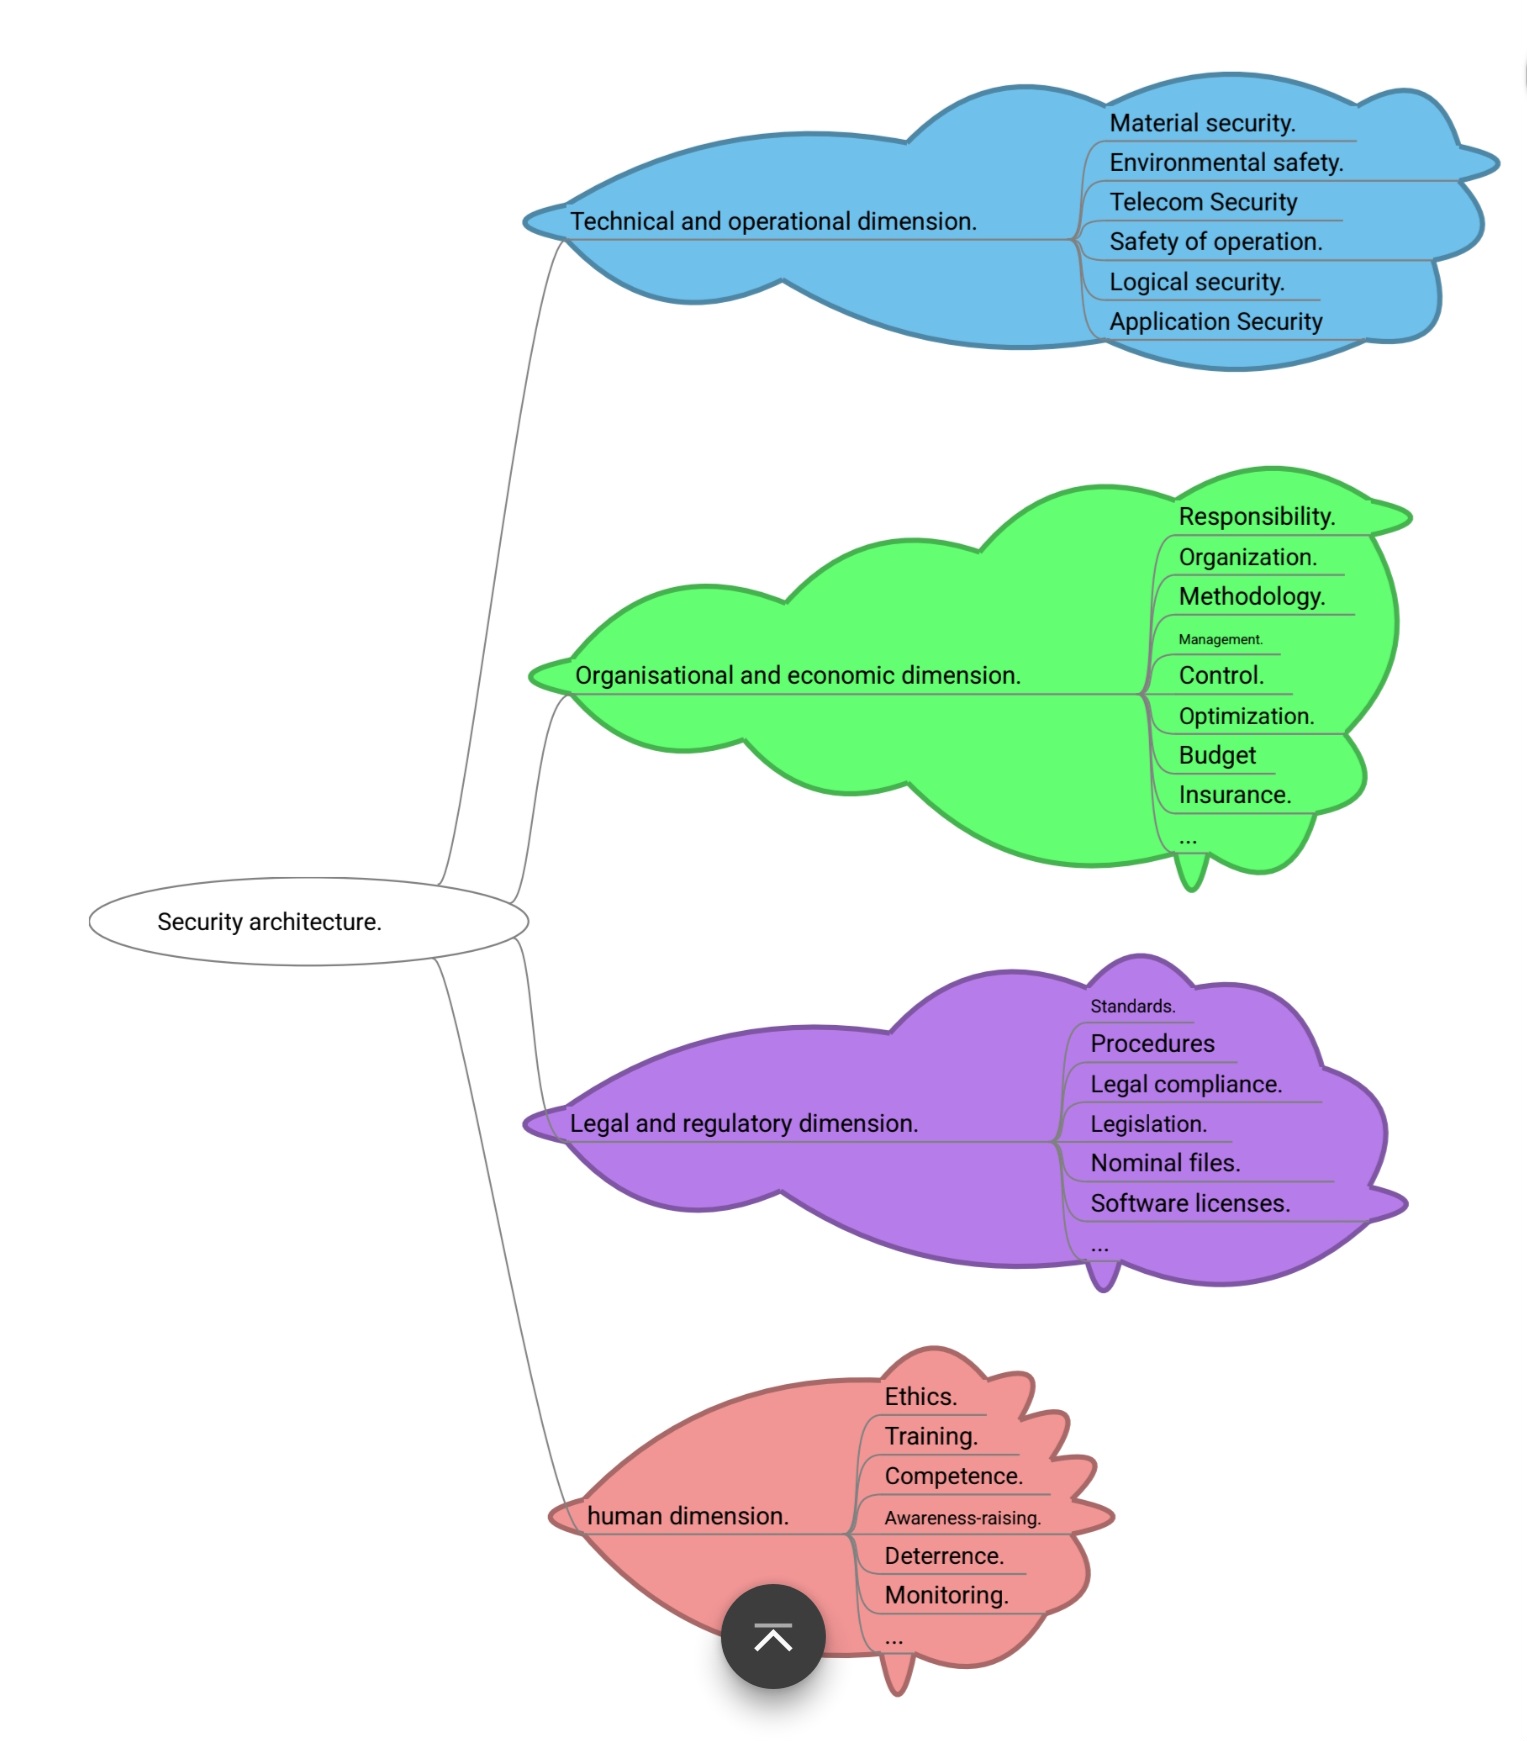 Security architecture.
Technical and operational dimension.
Material security.
Environmental safety.
Telecom Security
Safety of operation.
Logical security.
Application Security
Organisational and economic dimension.
Responsibility.
Organization.
Methodology.
Management.
Control.
Optimization.
Budget
Insurance.
...
Legal and regulatory dimension.
Standards.
Procedures
Legal compliance.
Legislation.
Nominal files.
Software licenses.
...
human dimension.
Ethics.
Training.
Competence.
Awareness-raising.
Deterrence.
Monitoring.
...